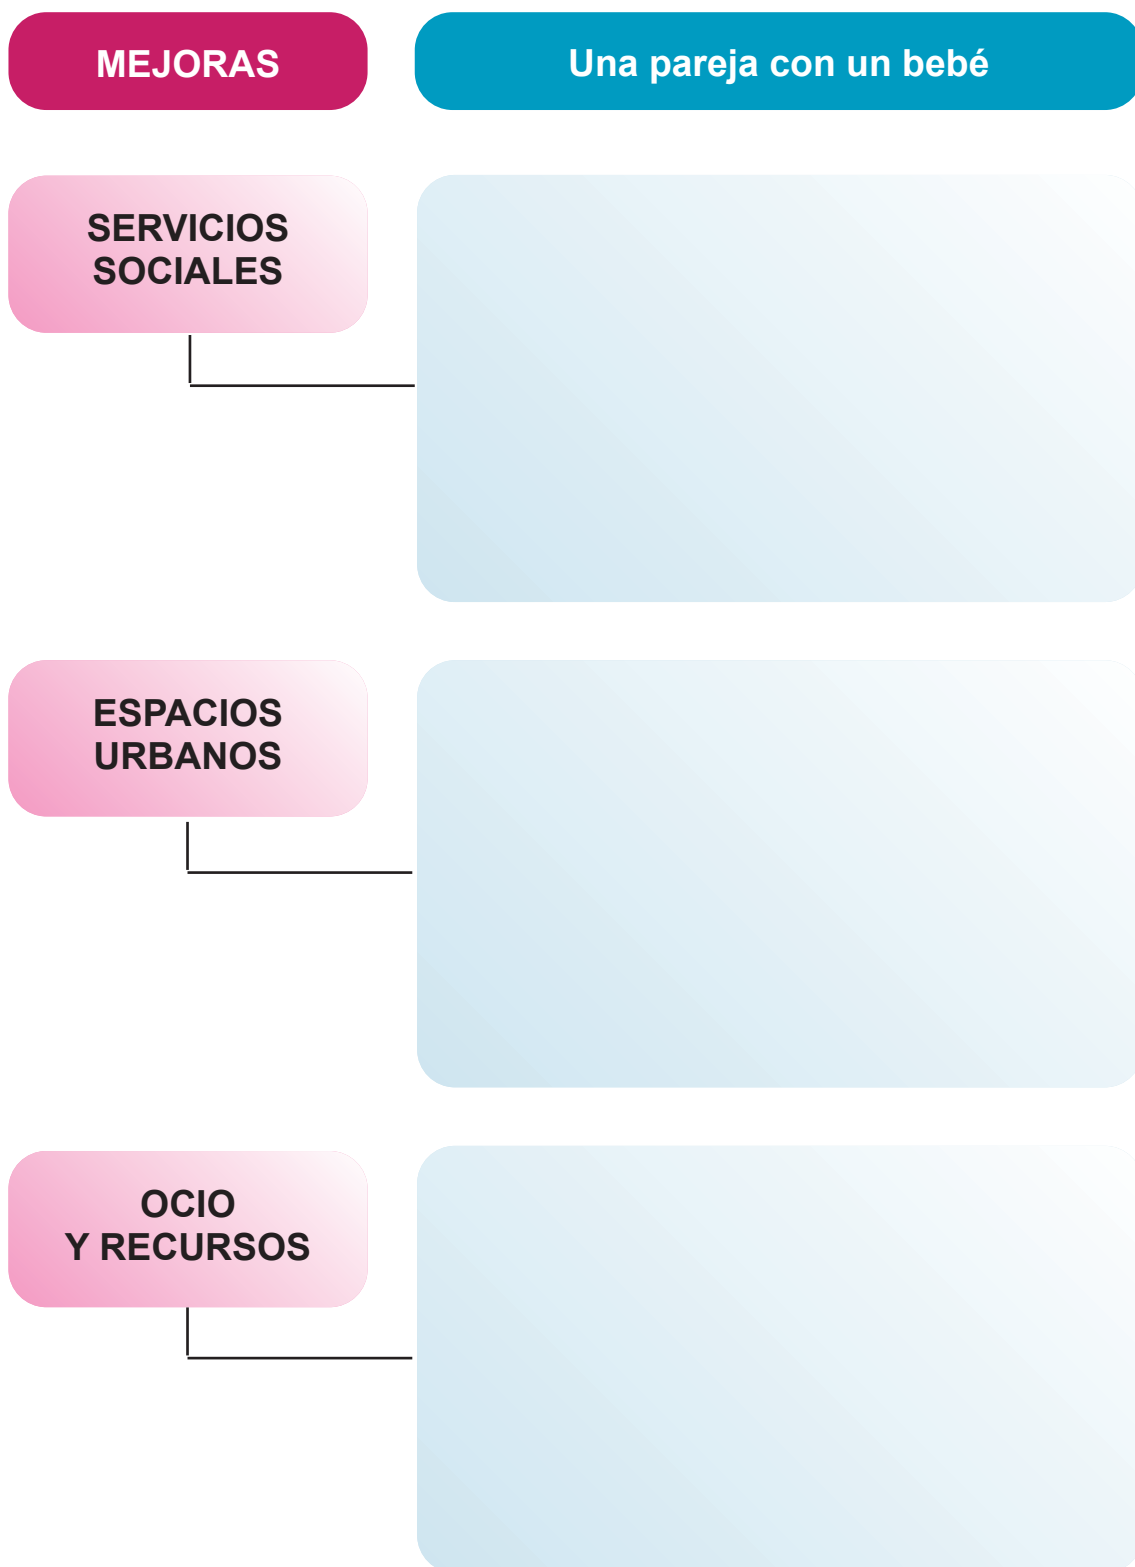 MEJORAS
Una pareja con un bebé
SERVICIOS
SOCIALES
ESPACIOS
URBANOS
OCIO
Y RECURSOS